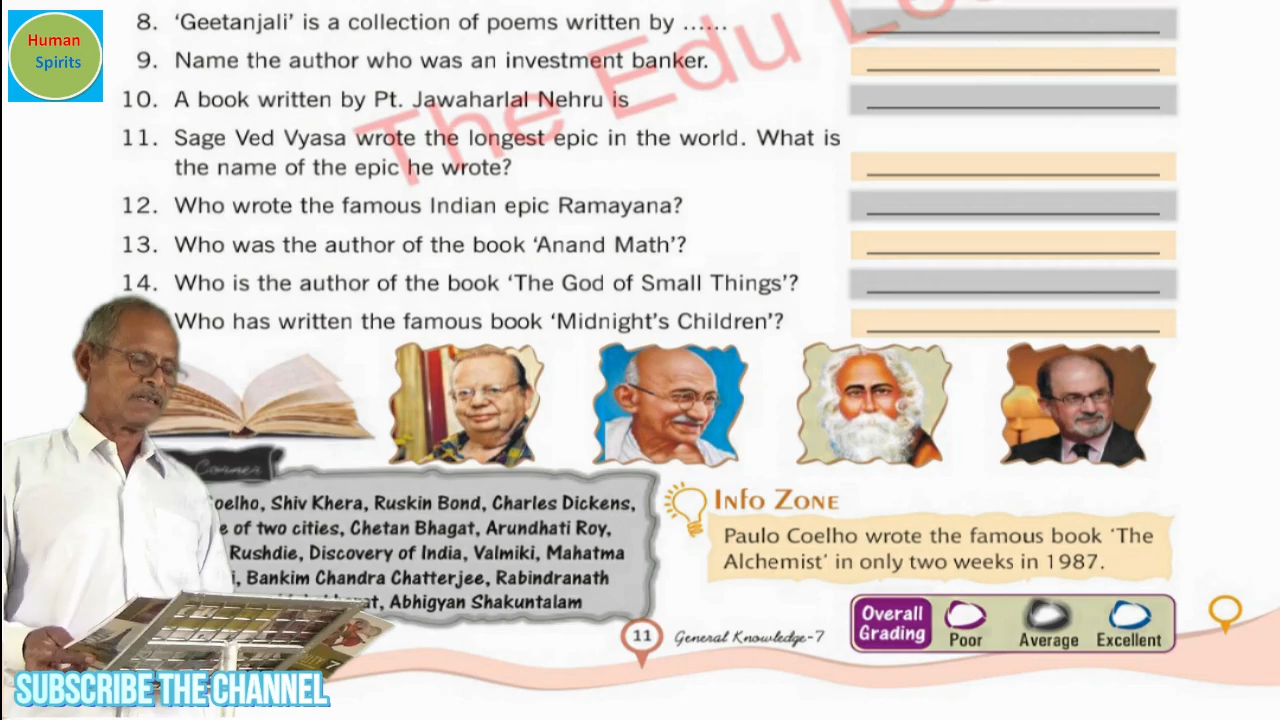 Human
Spirits
8. ‘Geetanjali’ is a collection of poems written by ......
9. Name the author who was an investment banker.
10. A book written by Pt. Jawaharlal Nehru is
11. Sage Ved Vyasa wrote the longest epic in the world. What is
the name of the epic he wrote?
12. Who wrote the famous Indian epic Ramayana?
13. Who was the author of the book ‘Anand Math’?
14. Who is the author of the book ‘The God of Small Things’?
Who has written the famous book ‘Midnight's Children’?
The Edu
Corner
Shiv Khera, Ruskin Bond, Charles Dickens,
of two cities, Chetan Bhagat, Arundhati Roy,
Rushdie, Discovery of India, Valmiki, Mahatma
Bankim Chandra Chatterjee, Rabindranath
Abhigyan Shakuntalam
Info Zone
Paulo Coelho wrote the famous book ‘The
Alchemist’ in only two weeks in 1987.
Overall
Grading
Poor
Average
Excellent
11
General Knowledge-7
7
SUBSCRIBE THE CHANNEL